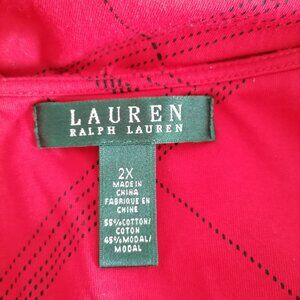 LAUREN
RALPH LAUREN
2X
MADE IN
CHINA
FABRIQUE EN
CHINE
55%COTTON/
COTON
45%MODAL/
MODAL